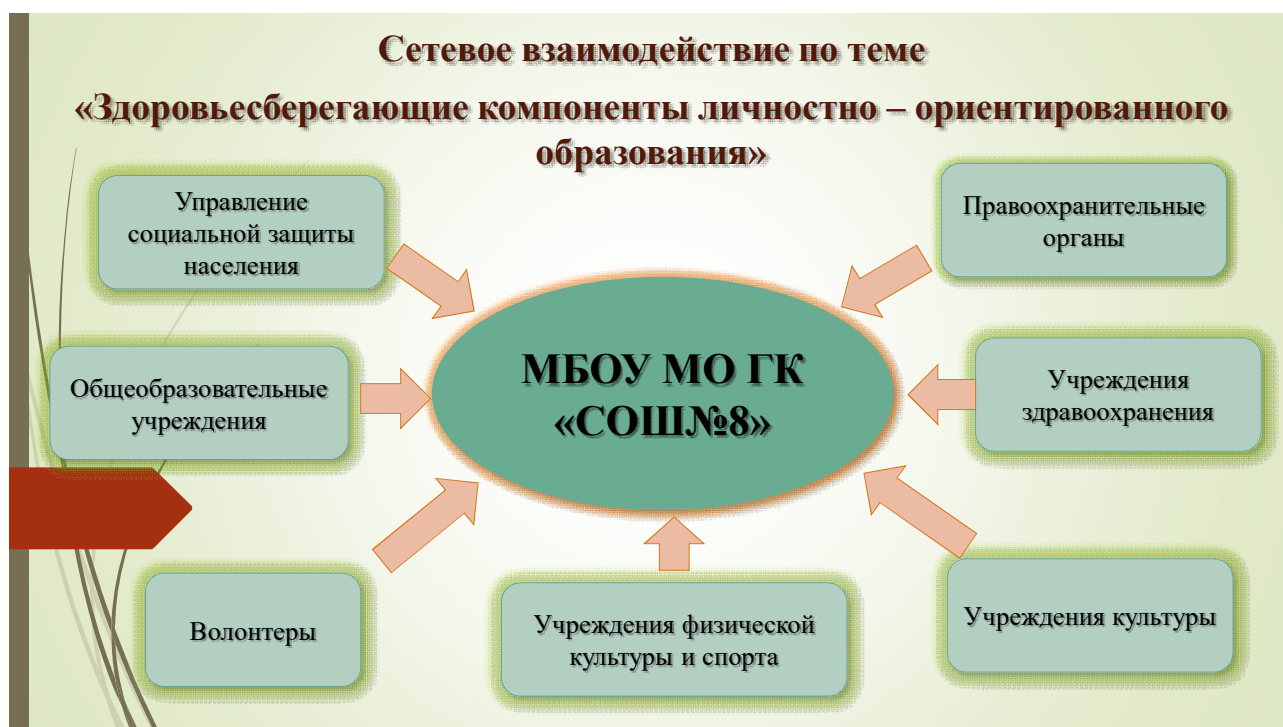 Сетевое взаимодействие по теме
«Здоровьесберегающие компоненты личностно – ориентированного
образования»
Управление
социальной защиты
населения
Правоохранительные
органы
Общеобразовательные
учреждения
МБОУ МО ГК
«СОШ№8»
Учреждения
здравоохранения
Волонтеры
Учреждения физической
культуры и спорта
Учреждения культуры